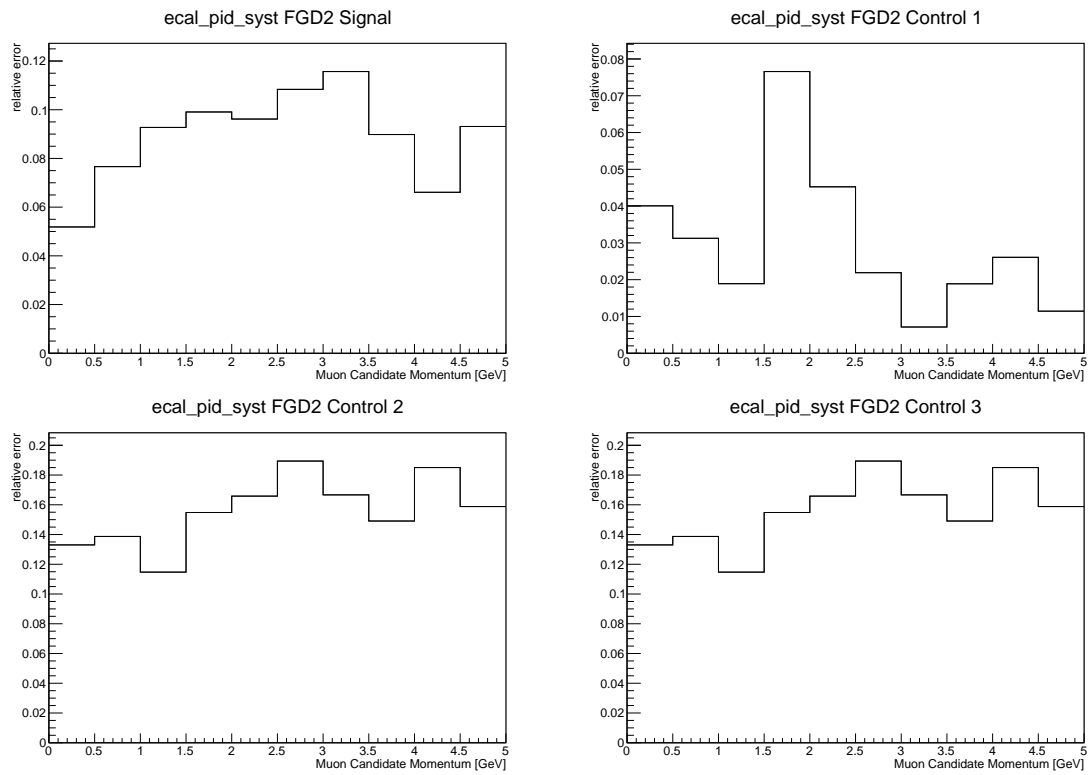 ecal_pid_syst FGD2 Signal
relative error
0.12
0.1
0.08
0.06
0.04
0.02
0
0 0.5 1 1.5 2 2.5 3 3.5 4 4.5 5
Muon Candidate Momentum [GeV]
ecal_pid_syst FGD2 Control 1
relative error
0.08
0.07
0.06
0.05
0.04
0.03
0.02
0.01
0
0 0.5 1 1.5 2 2.5 3 3.5 4 4.5 5
Muon Candidate Momentum [GeV]
ecal_pid_syst FGD2 Control 2
relative error
0.2
0.18
0.16
0.14
0.12
0.1
0.08
0.06
0.04
0.02
0
0 0.5 1 1.5 2 2.5 3 3.5 4 4.5 5
Muon Candidate Momentum [GeV]
ecal_pid_syst FGD2 Control 3
relative error
0.2
0.18
0.16
0.14
0.12
0.1
0.08
0.06
0.04
0.02
0
0 0.5 1 1.5 2 2.5 3 3.5 4 4.5 5
Muon Candidate Momentum [GeV]